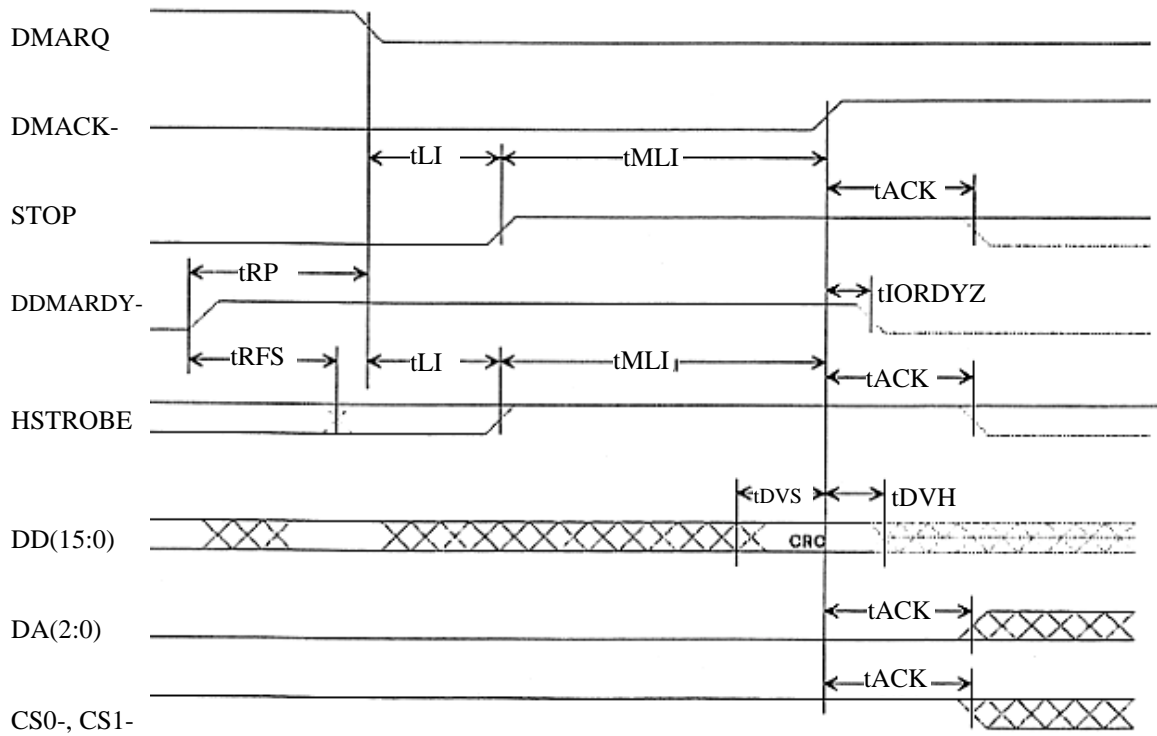 DMARQ
DMACK-
tLI tMLI
tACK
STOP
tRP
tIORDYZ
DDMARDY-
tRFS tLI tMLI
tACK
HSTROBE
tDVS tDVH
DD(15:0) CRC
tACK
DA(2:0)
tACK
CS0-, CS1-